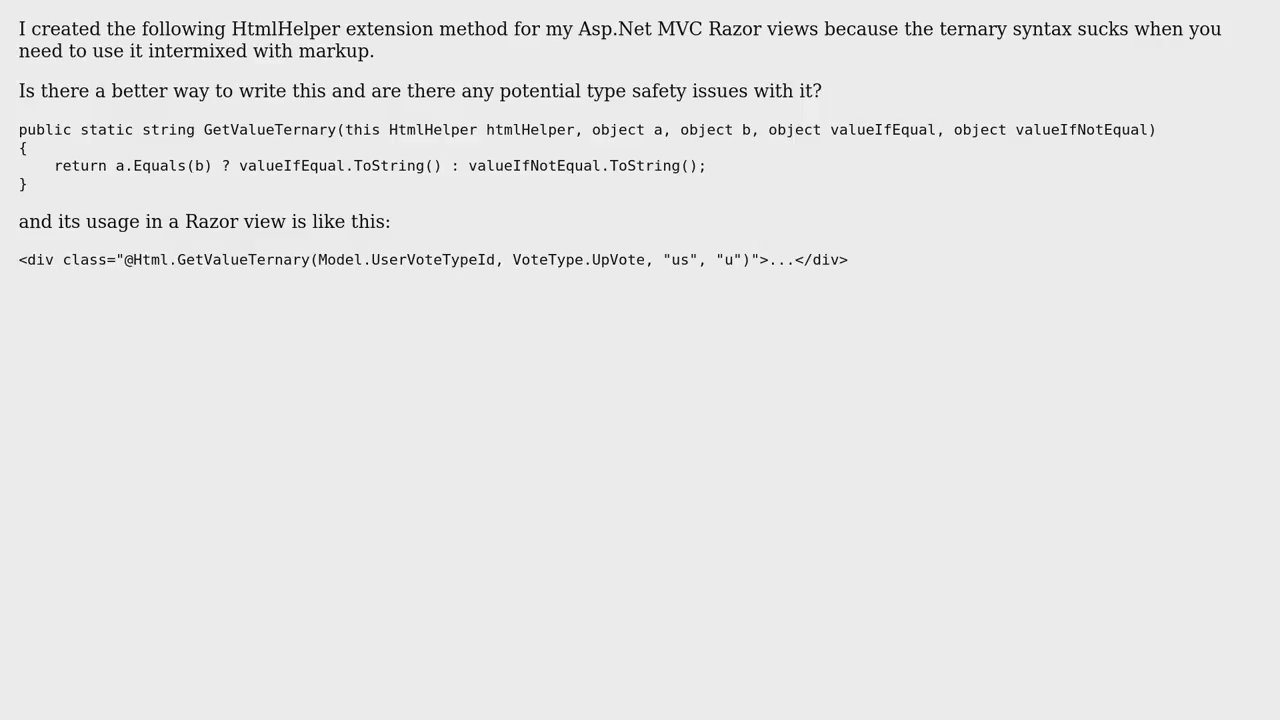 I created the following HtmlHelper extension method for my Asp.Net MVC Razor views because the ternary syntax sucks when you
need to use it intermixed with markup.
Is there a better way to write this and are there any potential type safety issues with it?
public static string GetValueTernary(this HtmlHelper htmlHelper, object a, object b, object valueIfEqual, object valueIfNotEqual)
{
    return a.Equals(b) ? valueIfEqual.ToString() : valueIfNotEqual.ToString();
}
and its usage in a Razor view is like this:
<div class="@Html.GetValueTernary(Model.UserVoteTypeId, VoteType.UpVote, "us", "u")">...</div>